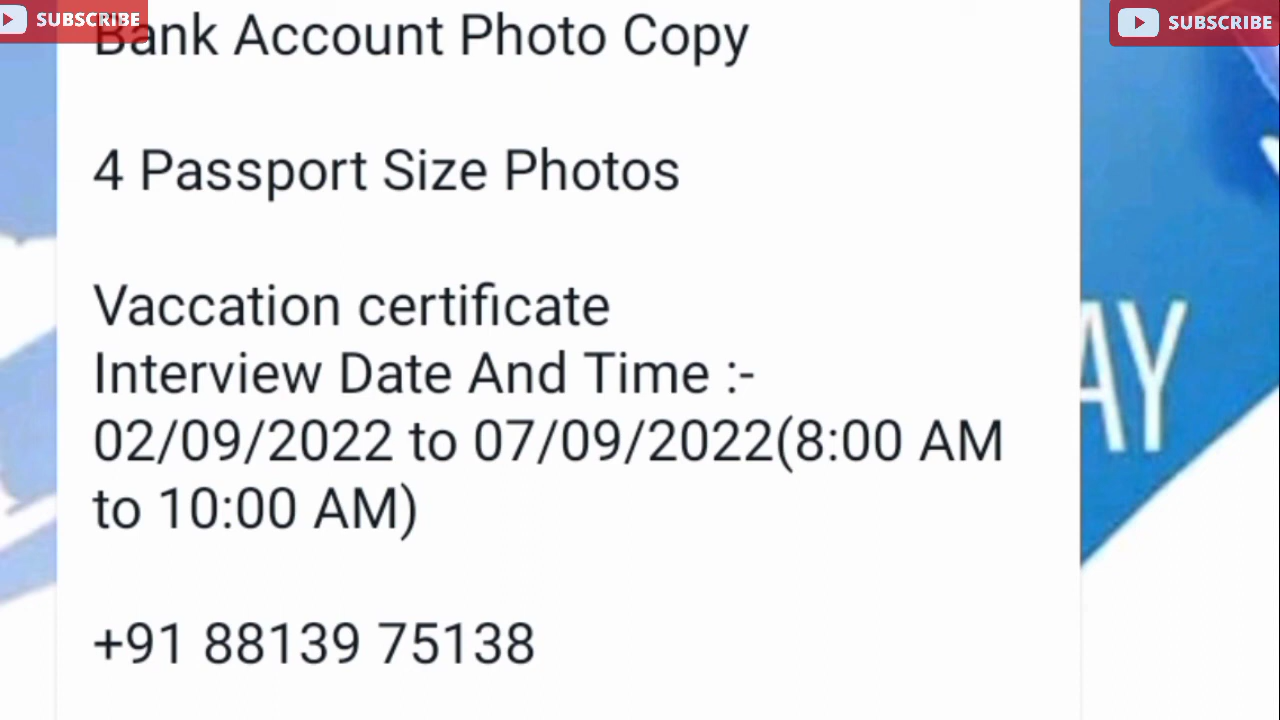 SUBSCRIBE
SUBSCRIBE
Bank Account Photo Copy
4 Passport Size Photos
Vaccation certificate
Interview Date And Time :-
02/09/2022 to 07/09/2022(8:00 AM
to 10:00 AM)
AY
+91 88139 75138